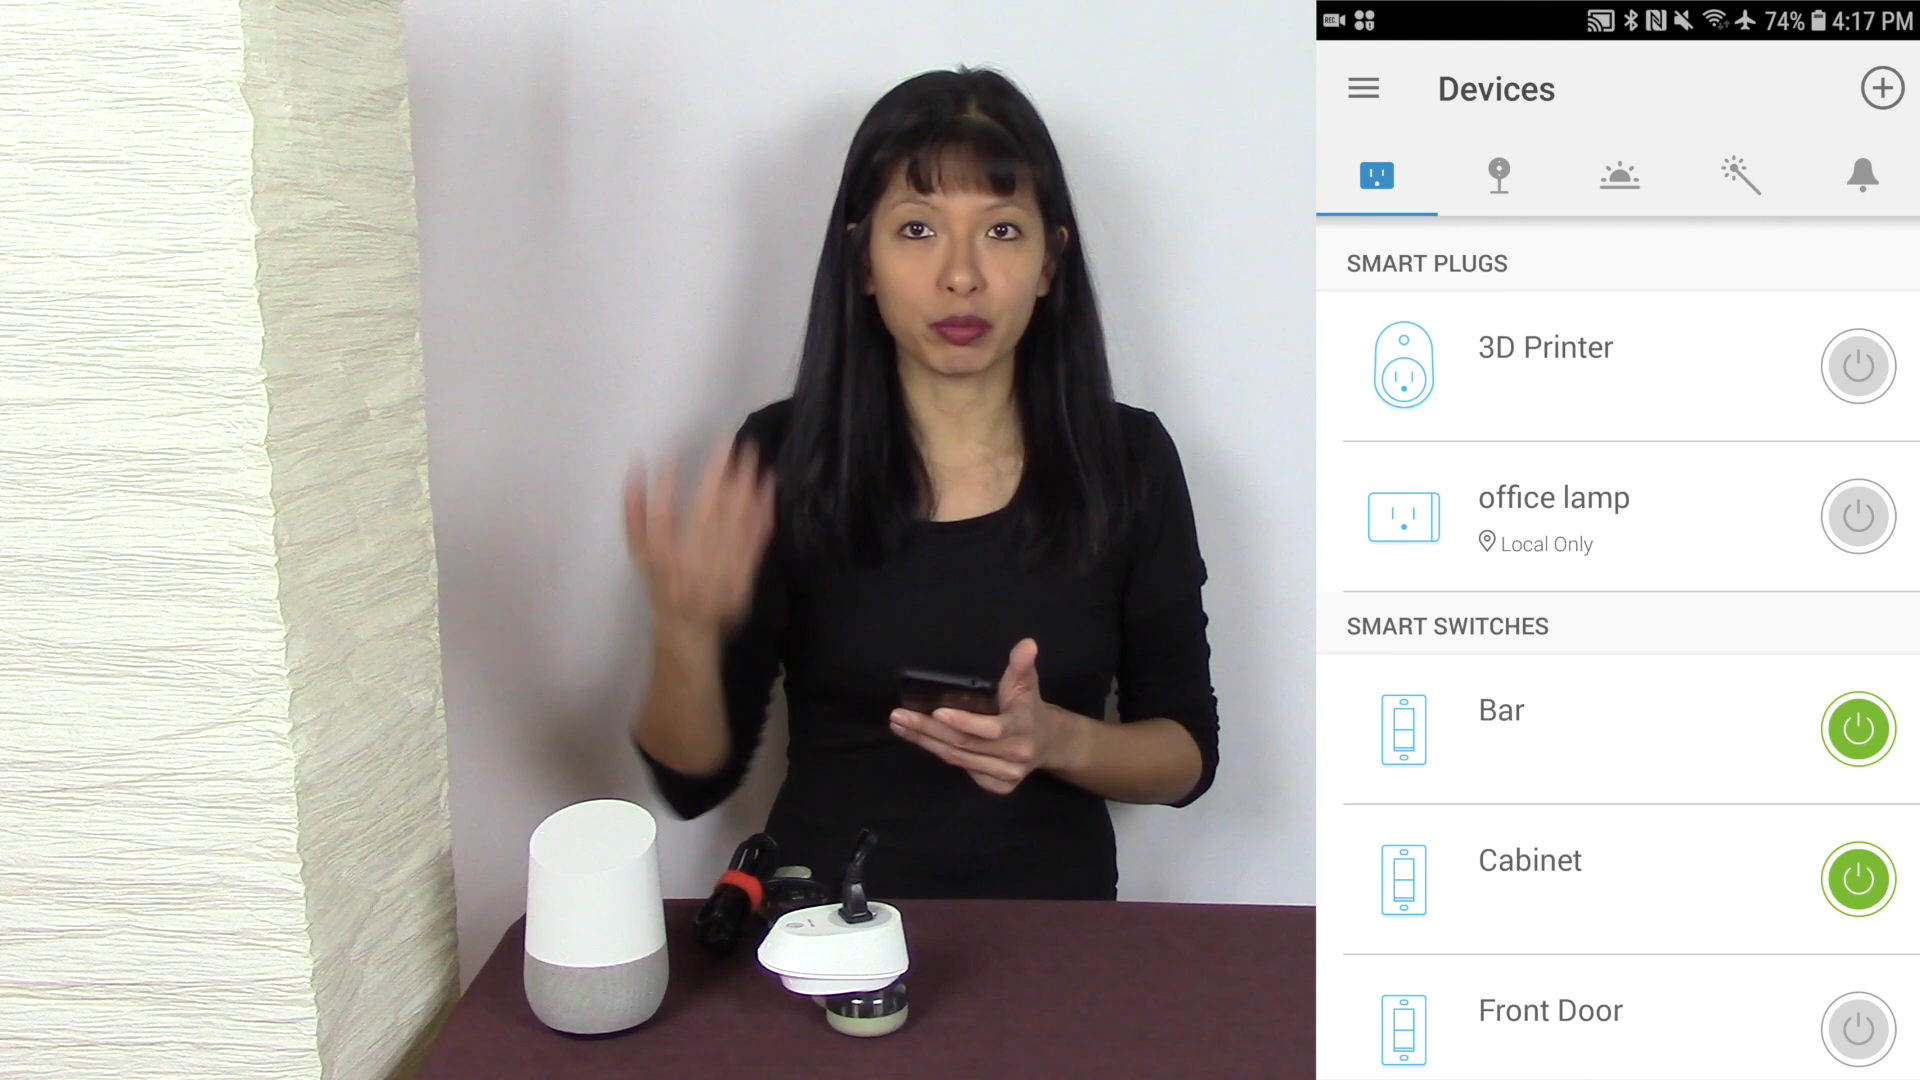 REC 74% 4:17 PM
Devices
SMART PLUGS
3D Printer
office lamp
Local Only
SMART SWITCHES
Bar
Cabinet
Front Door